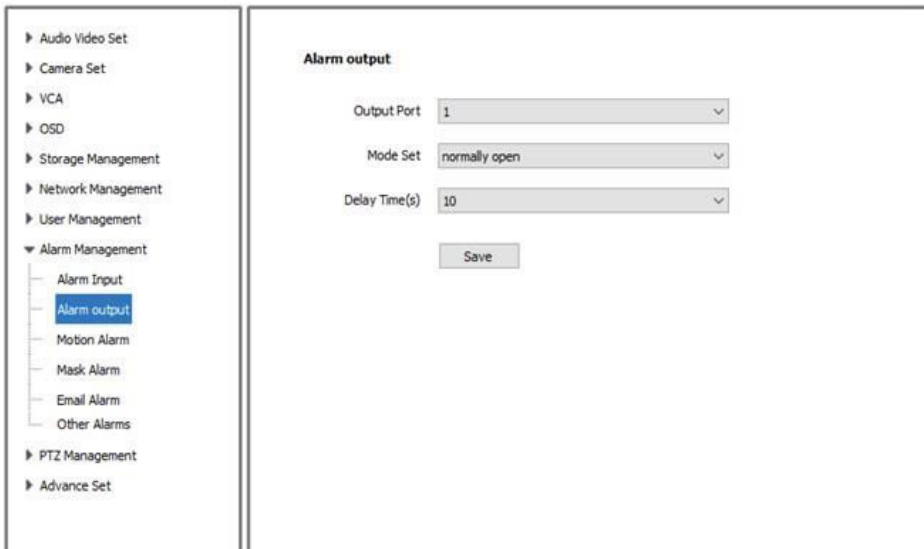 Audio Video Set
Camera Set
VCA
OSD
Storage Management
Network Management
User Management
Alarm Management
Alarm Input
Alarm output
Motion Alarm
Mask Alarm
Email Alarm
Other Alarms
PTZ Management
Advance Set
Alarm output
Output Port 1
Mode Set normally open
Delay Time(s) 10
Save